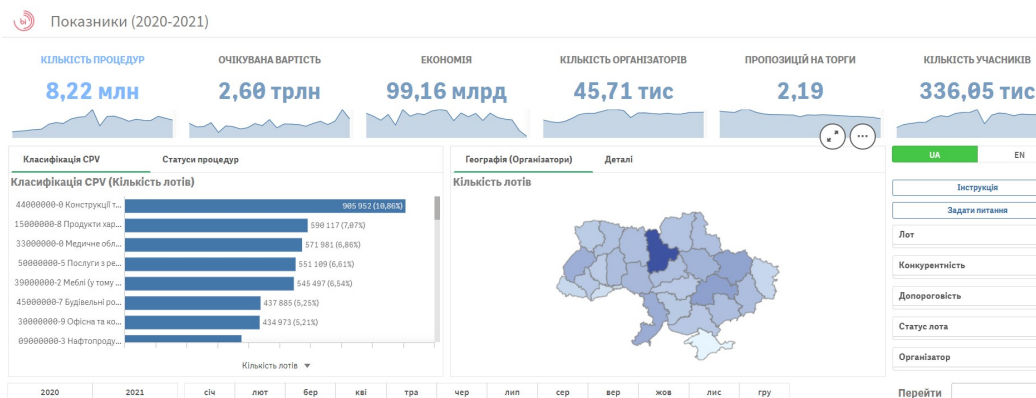 Показники (2020-2021)
КІЛЬКІСТЬ ПРОЦЕДУР
ОЧІКУВАНА ВАРТІСТЬ
ЕКОНОМІЯ
КІЛЬКІСТЬ ОРГАНІЗАТОРІВ
ПРОПОЗИЦІЙ НА ТОРГИ
КІЛЬКІСТЬ УЧАСНИКІВ
8,22 млн
2,60 трлн
99,16 млрд
45,71 тис
2,19
336,05 тис
Класифікація CPV
Статуси процедур
Географія (Організатори)
Деталі
UA
EN
Класифікація CPV (Кількість лотів)
44000000-0 Конструкції т...
905 952 (10,86%)
15000000-8 Продукти хар...
590 117 (7,07%)
33000000-0 Медичне обл...
571 981 (6,86%)
50000000-5 Послуги з ре...
551 109 (6,61%)
39000000-2 Меблі (у тому ...
545 497 (6,54%)
45000000-7 Будівельні ро...
437 885 (5,25%)
30000000-9 Офісна та ко...
434 973 (5,21%)
09000000-3 Нафтопроду...
Кількість лотів
Кількість лотів
Інструкція
Задати питання
Лот
Конкурентність
Допороговість
Статус лота
Організатор
2020
2021
січ
лют
бер
кві
тра
чер
лип
сер
вер
жов
лис
гру
Перейти